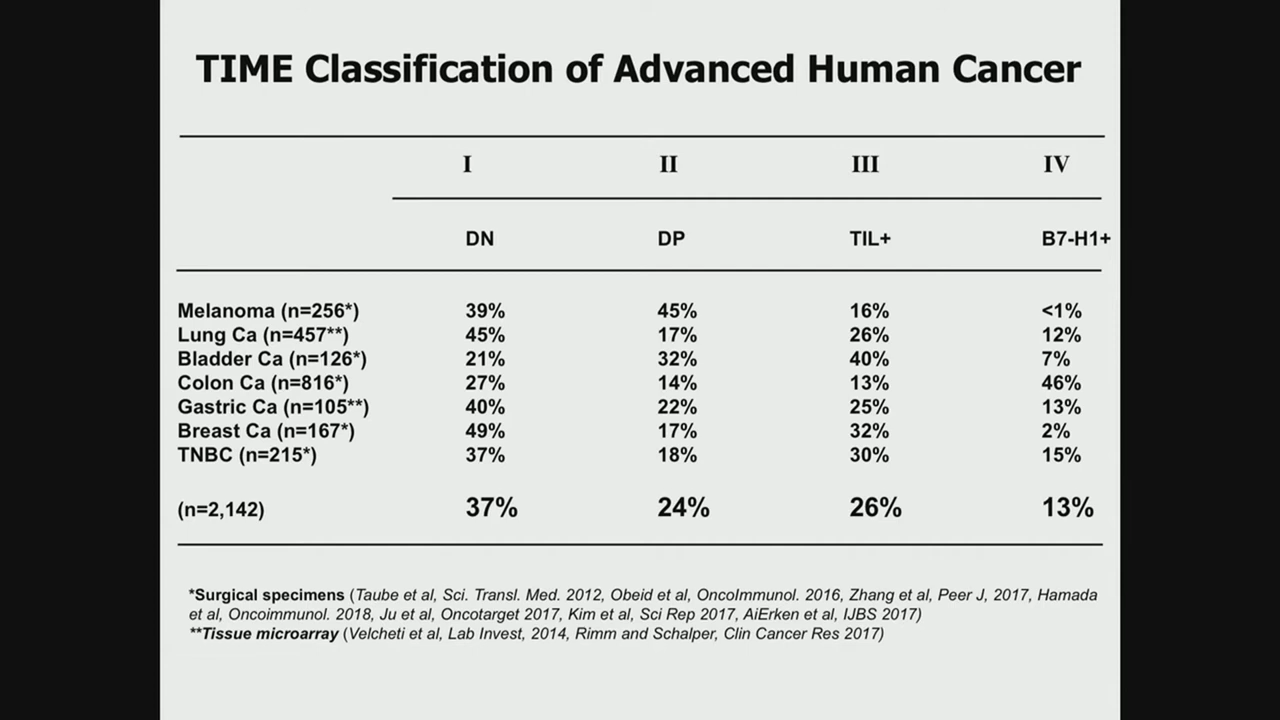 TIME Classification of Advanced Human Cancer
I II III IV
DN DP TIL+ B7-H1+
Melanoma (n=256*) 39% 45% 16% <1%
Lung Ca (n=457**) 45% 17% 26% 12%
Bladder Ca (n=126*) 21% 32% 40% 7%
Colon Ca (n=816*) 27% 14% 13% 46%
Gastric Ca (n=105**) 40% 22% 25% 13%
Breast Ca (n=167*) 49% 17% 32% 2%
TNBC (n=215*) 37% 18% 30% 15%
(n=2,142) 37% 24% 26% 13%
*Surgical specimens (Taube et al, Sci. Transl. Med. 2012, Obeid et al, OncoImmunol. 2016, Zhang et al, Peer J, 2017, Hamada
et al, Oncoimmunol. 2018, Ju et al, Oncotarget 2017, Kim et al, Sci Rep 2017, AiErken et al, IJBS 2017)
**Tissue microarray (Velcheti et al, Lab Invest, 2014, Rimm and Schalper, Clin Cancer Res 2017)